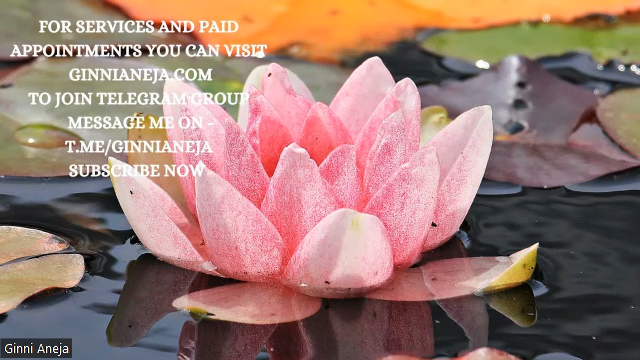 FOR SERVICES AND PAID
APPOINTMENTS YOU CAN VISIT
GINNIANEJA.COM
TO JOIN TELEGRAM GROUP
MESSAGE ME ON -
T.ME/GINNIANEJA
SUBSCRIBE NOW
Ginni Aneja